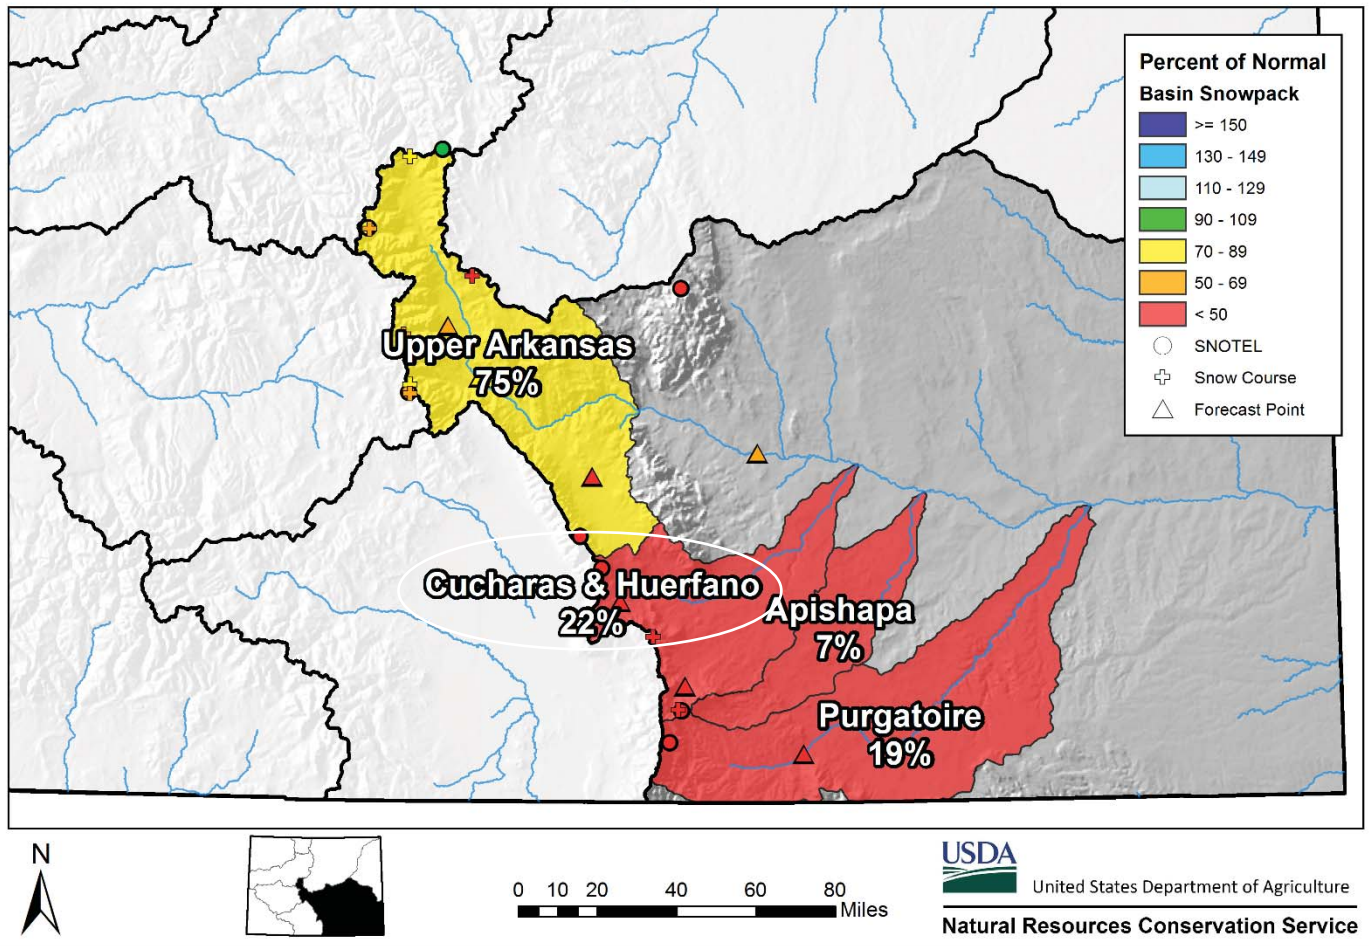 Percent of Normal
Basin Snowpack
>= 150
130 - 149
110 - 129
90 - 109
70 - 89
50 - 69
< 50
SNOTEL
Snow Course
Forecast Point
Upper Arkansas
75%
Cucharas & Huerfano
22%
Apishapa
7%
Purgatoire
19%
N
0 10 20 40 60 80
Miles
USDA
United States Department of Agriculture
Natural Resources Conservation Service